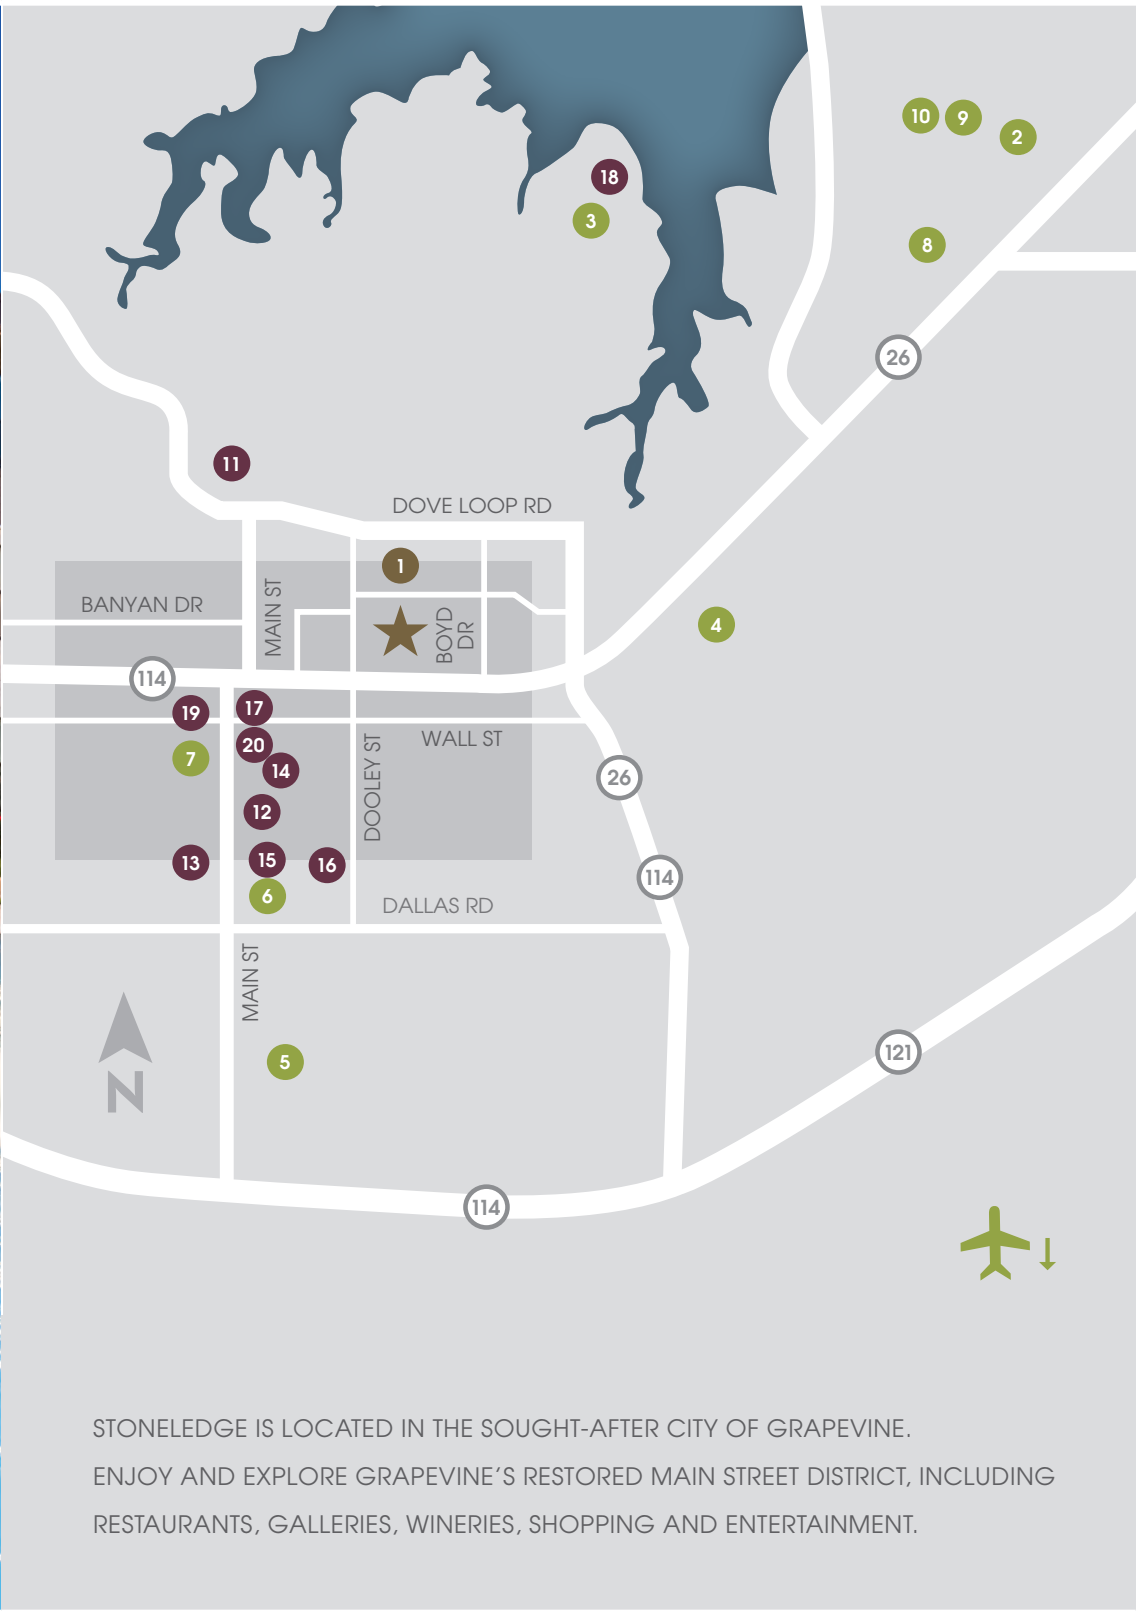 10
9
2
18
3
8
26
11
DOVE LOOP RD
1
BANYAN DR
MAIN ST
BOYD
DR
4
114
19
17
7
20
14
WALL ST
DOOLEY ST
26
12
13
15
16
114
6
DALLAS RD
MAIN ST
N
5
121
114
STONELEDGE IS LOCATED IN THE SOUGHT-AFTER CITY OF GRAPEVINE.
ENJOY AND EXPLORE GRAPEVINE'S RESTORED MAIN STREET DISTRICT, INCLUDING
RESTAURANTS, GALLERIES, WINERIES, SHOPPING AND ENTERTAINMENT.